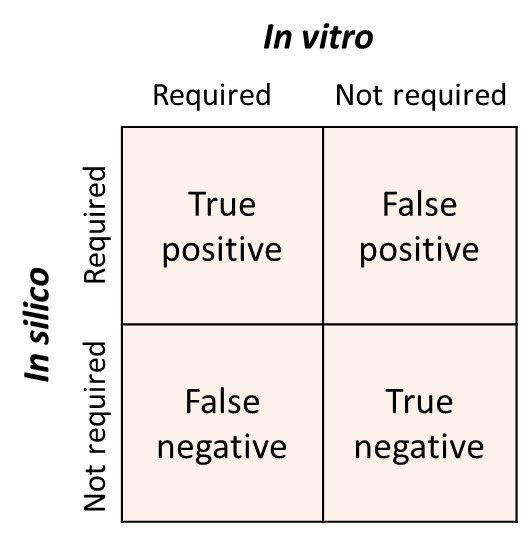 In vitro
Required
Not required
In silico
Required
True
positive
False
positive
Not required
False
negative
True
negative